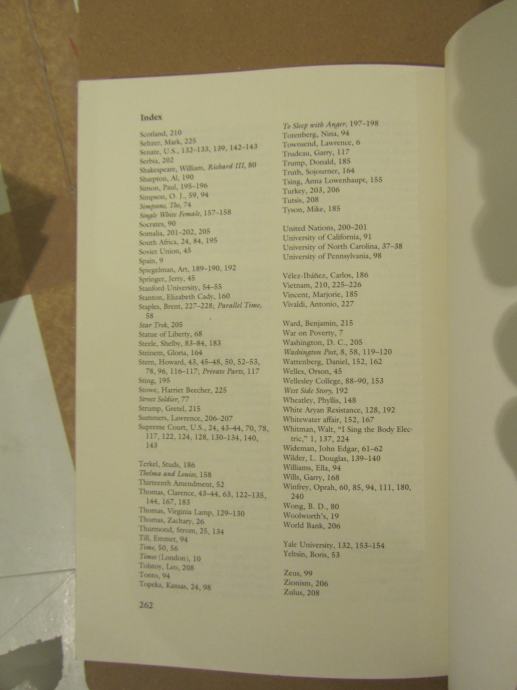 Index
Scotland, 210
Seltzer, Mark, 225
Senate, U.S., 132–133, 139, 142–143
Serbia, 202
Shakespeare, William, Richard III, 80
Sharpton, Al, 190
Simon, Paul, 195–196
Simpson, O. J., 59, 94
Simpsons, The, 74
Single White Female, 157–158
Socrates, 90
Somalia, 201–202, 205
South Africa, 24, 84, 195
Soviet Union, 45
Spain, 9
Spiegelman, Art, 189–190, 192
Springer, Jerry, 45
Stanford University, 54–55
Stanton, Elizabeth Cady, 160
Staples, Brent, 227–228; Parallel Time,
58
Star Trek, 205
Statue of Liberty, 68
Steele, Shelby, 83–84, 183
Steinem, Gloria, 164
Stern, Howard, 43, 45–48, 50, 52–53,
78, 96, 116–117; Private Parts, 117
Sting, 195
Stowe, Harriet Beecher, 225
Street Soldier, 77
Strump, Gretel, 215
Summers, Lawrence, 206–207
Supreme Court, U.S., 24, 43–44, 70, 78,
117, 122, 124, 128, 130–134, 140,
143
Terkel, Studs, 186
Thelma and Louise, 158
Thirteenth Amendment, 52
Thomas, Clarence, 43–44, 63, 122–135,
144, 167, 183
Thomas, Virginia Lamp, 129–130
Thomas, Zachary, 26
Thurmond, Strom, 25, 134
Till, Emmet, 94
Time, 50, 56
Times (London), 10
Tolstoy, Leo, 208
Tonto, 94
Topeka, Kansas, 24, 98
262
To Sleep with Anger, 197–198
Totenberg, Nina, 94
Townsend, Lawrence, 6
Trudeau, Garry, 117
Trump, Donald, 185
Truth, Sojourner, 164
Tsing, Anna Lowenhaupt, 155
Turkey, 203, 206
Tutsis, 208
Tyson, Mike, 185
United Nations, 200–201
University of California, 91
University of North Carolina, 37–38
University of Pennsylvania, 98
Vélez-Ibáñez, Carlos, 186
Vietnam, 210, 225–226
Vincent, Marjorie, 185
Vivaldi, Antonio, 227
Ward, Benjamin, 215
War on Poverty, 7
Washington, D. C., 205
Washington Post, 8, 58, 119–120
Wattenberg, Daniel, 152, 162
Welles, Orson, 45
Wellesley College, 88–90, 153
West Side Story, 192
Wheatley, Phyllis, 148
White Aryan Resistance, 128, 192
Whitewater affair, 152, 167
Whitman, Walt, “I Sing the Body Elec-
tric,” 1, 137, 224
Wideman, John Edgar, 61–62
Wilder, L. Douglas, 139–140
Williams, Ella, 94
Wills, Garry, 168
Winfrey, Oprah, 60, 85, 94, 111, 180,
240
Wong, B. D., 80
Woolworth’s, 19
World Bank, 206
Yale University, 132, 153–154
Yeltsin, Boris, 53
Zeus, 99
Zionism, 206
Zulus, 208